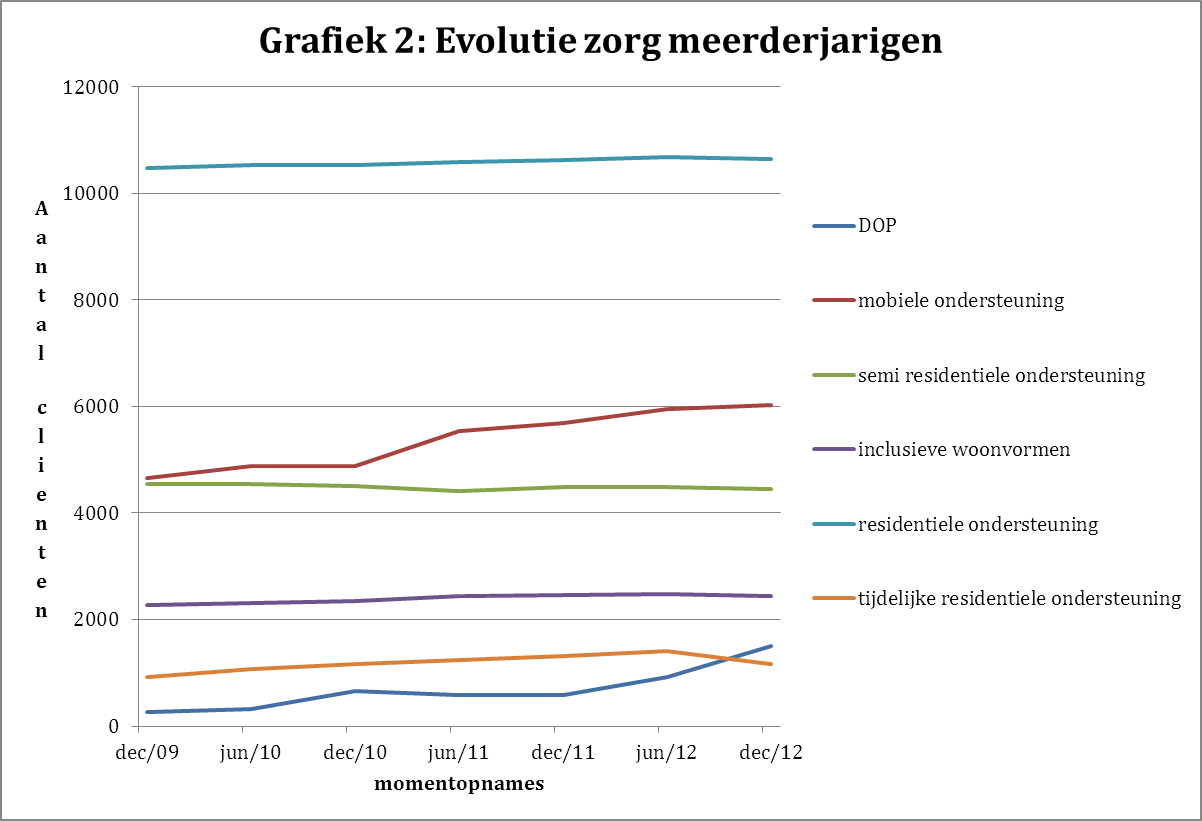 Grafiek 2: Evolutie zorg meerderjarigen
Aantal clienten
12000
10000
8000
6000
4000
2000
0
dec/09 jun/10 dec/10 jun/11 dec/11 jun/12 dec/12
momentopnames
DOP
mobiele ondersteuning
semi residentiele ondersteuning
inclusieve woonvormen
residentiele ondersteuning
tijdelijke residentiele ondersteuning